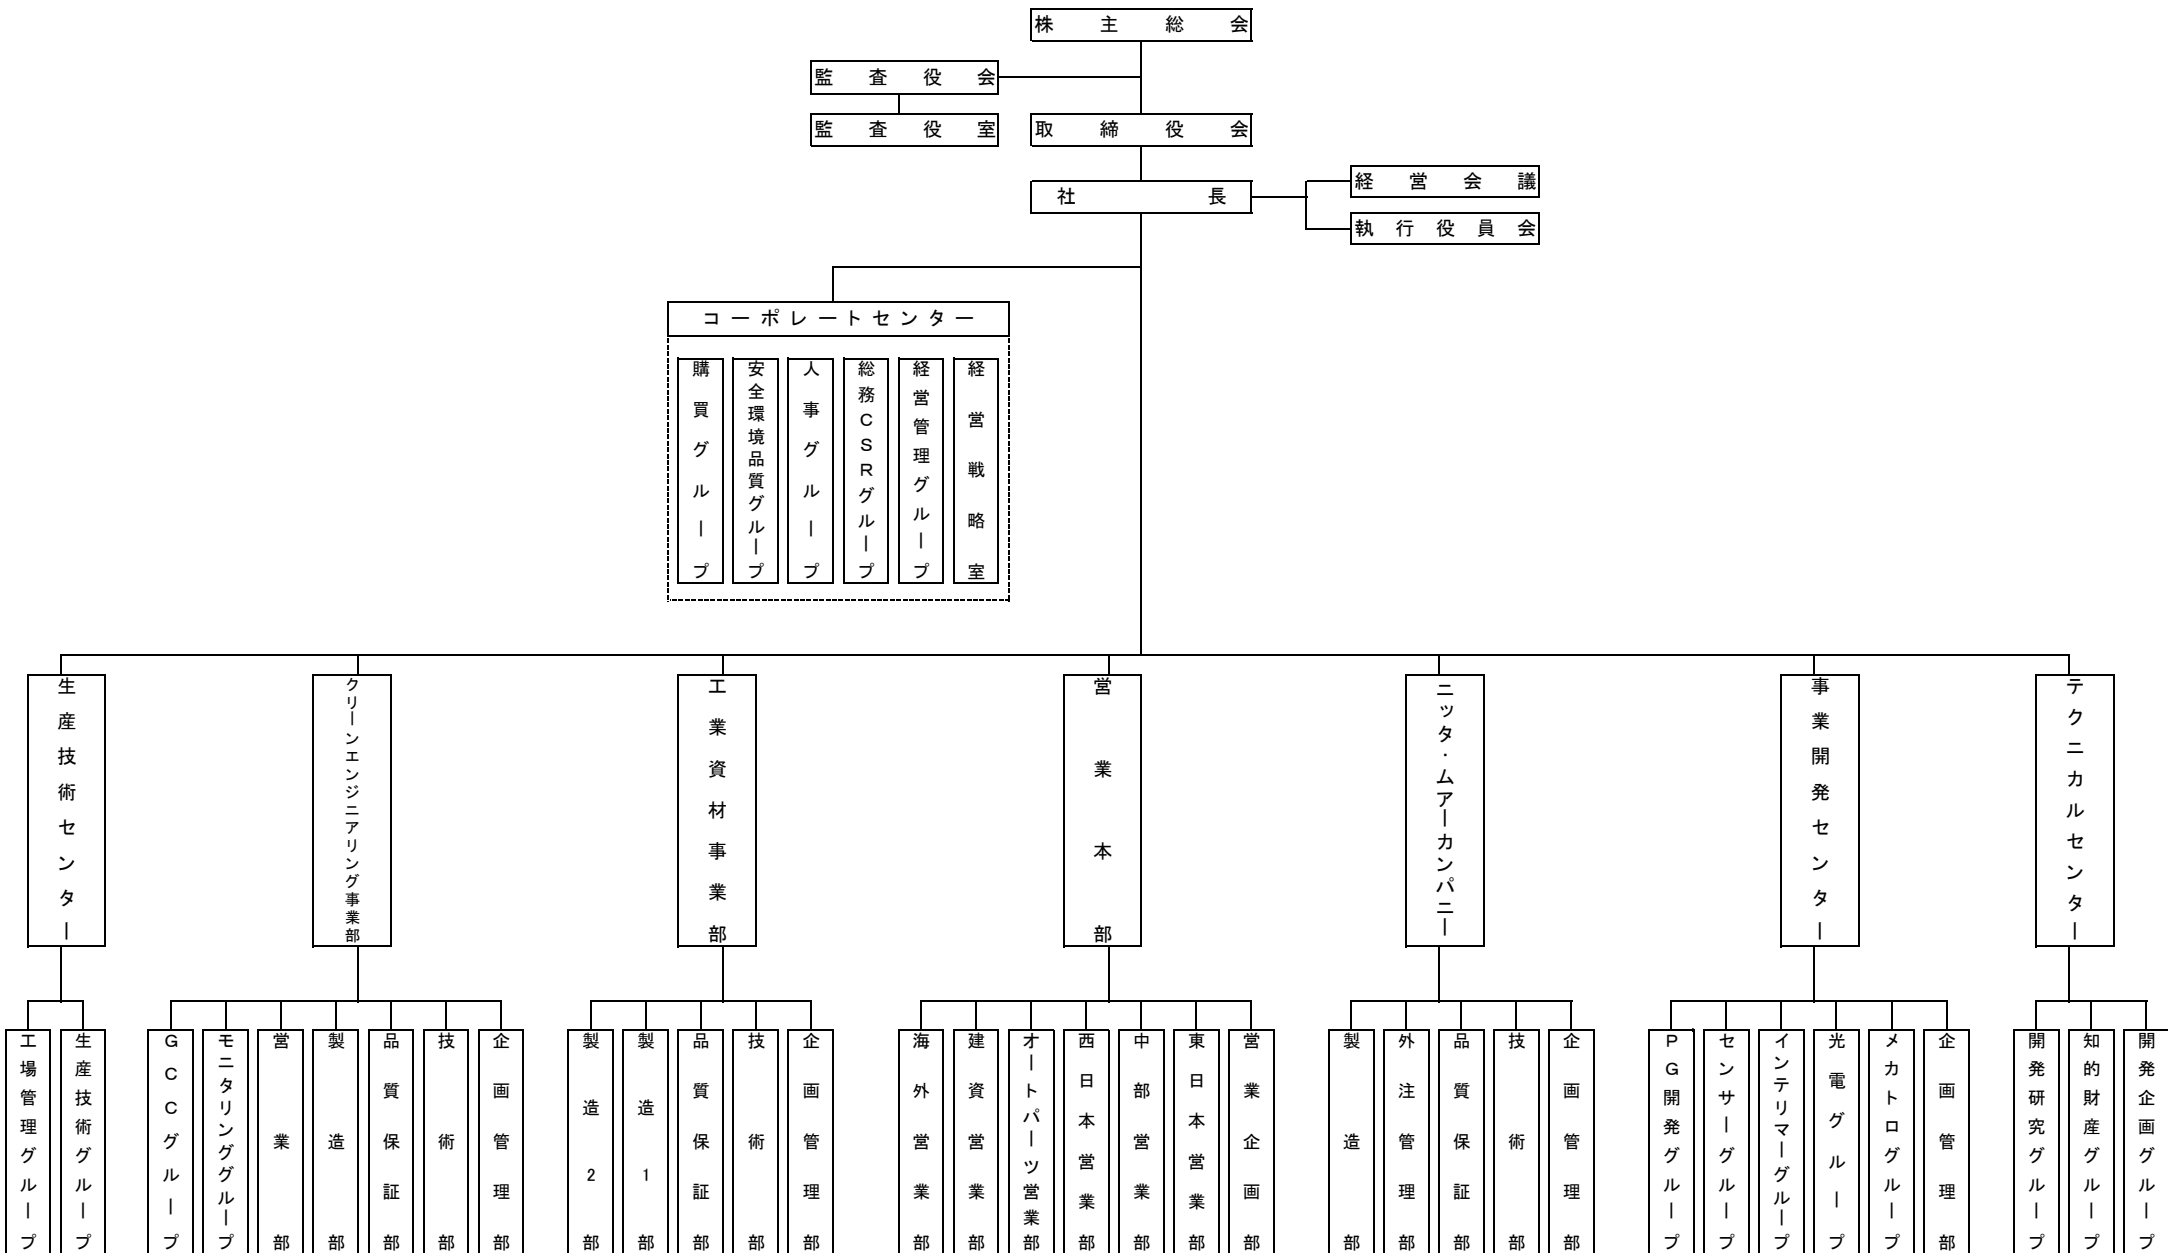 株主総会
監査役会
監査役室
取締役会
社長
経営会議
執行役員会
コーポレートセンター
購買グループ
安全環境品質グループ
人事グループ
総務CSRグループ
経営管理グループ
経営戦略室
生産技術センター
クリーンエンジニアリング事業部
工業資材事業部
営業本部
ニッタ・ムアーカンパニー
事業開発センター
テクニカルセンター
工場管理グループ
生産技術グループ
GCCグループ
モニタリンググループ
営業部
製造部
品質保証部
技術部
企画管理部
製造2部
製造1部
品質保証部
技術部
企画管理部
海外営業部
建資営業部
オートパーツ営業部
西日本営業部
中部営業部
東日本営業部
営業企画部
製造部
外注管理部
品質保証部
技術部
企画管理部
PG開発グループ
センサーグループ
インテリマーグループ
光電グループ
メカトログループ
企画管理部
開発研究グループ
知的財産グループ
開発企画グループ